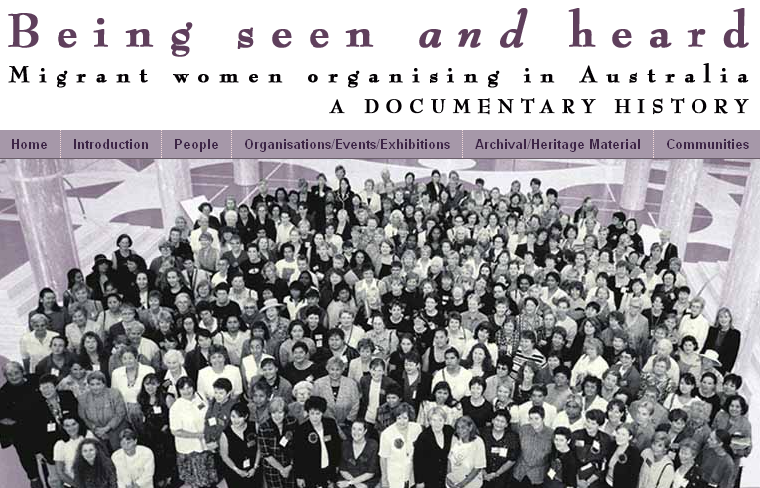 Being seen and heard
Migrant women organising in Australia
A DOCUMENTARY HISTORY
Home
Introduction
People
Organisations/Events/Exhibitions
Archival/Heritage Material
Communities